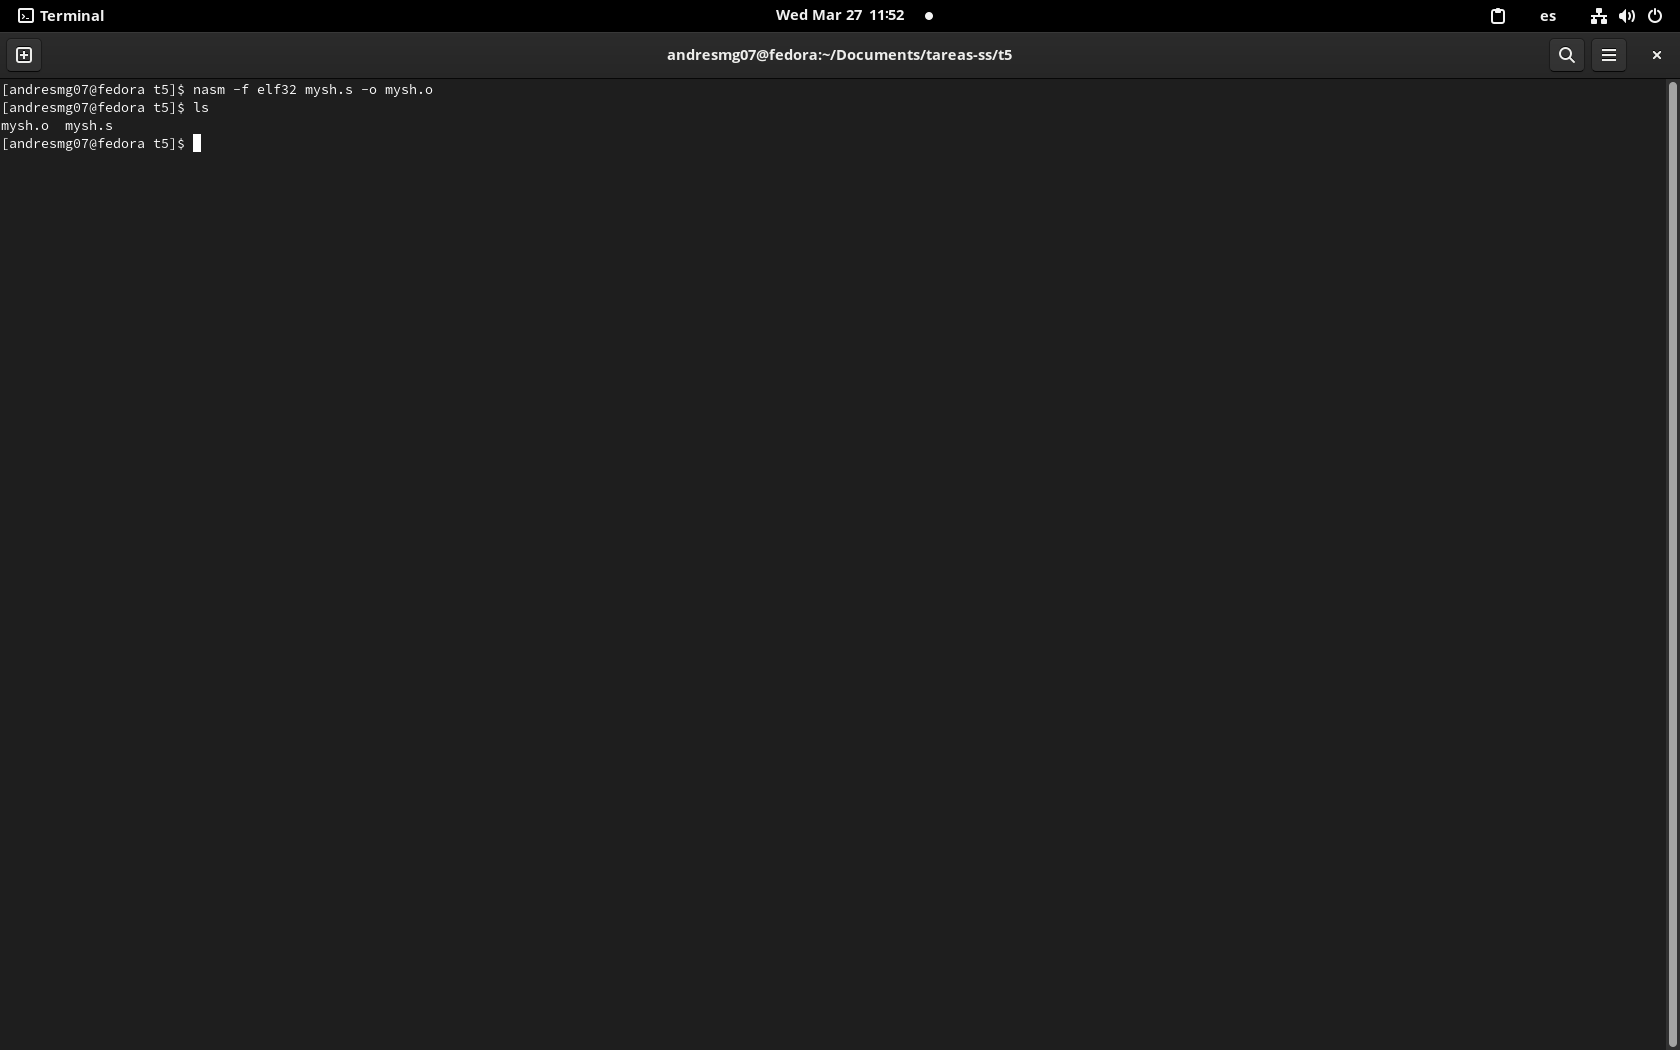 Terminal
Wed Mar 27 11:52
es
andresmg07@fedora:~/Documents/tareas-ss/t5
[andresmg07@fedora t5]$ nasm -f elf32 mysh.s -o mysh.o
[andresmg07@fedora t5]$ ls
mysh.o  mysh.s
[andresmg07@fedora t5]$